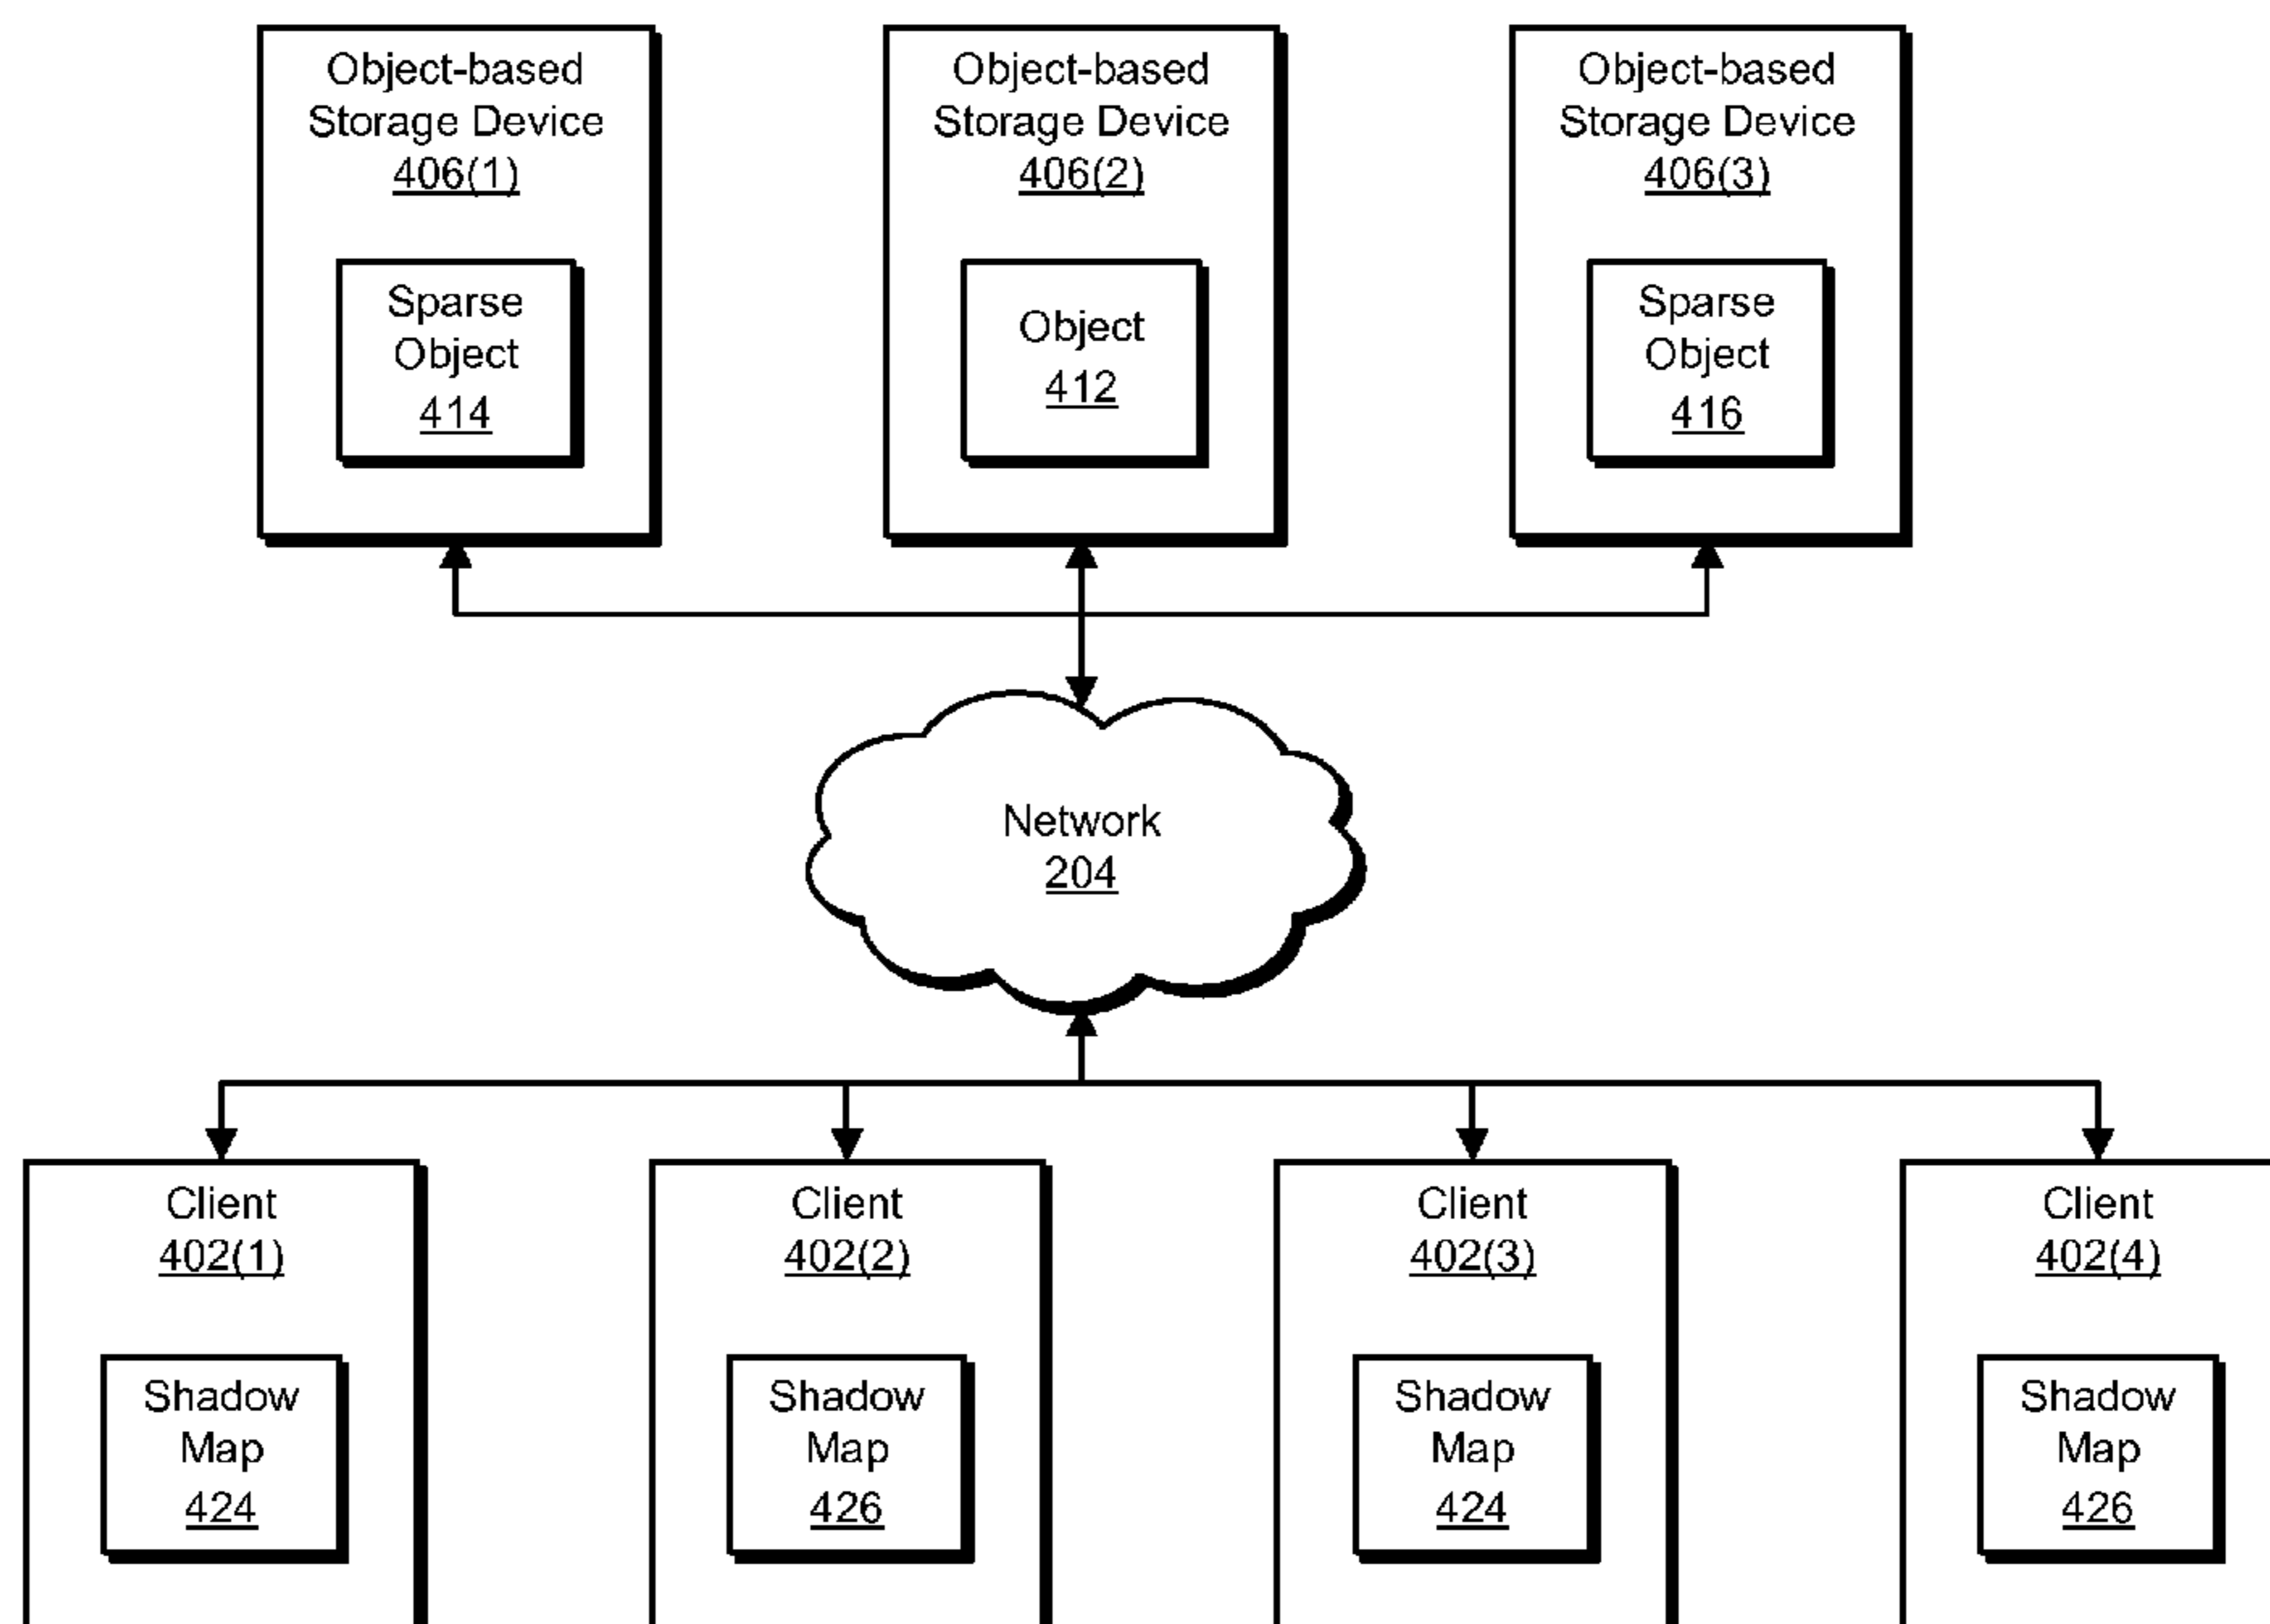 Object-based
Storage Device
406(1)
Sparse
Object
414
Object-based
Storage Device
406(2)
Object
412
Object-based
Storage Device
406(3)
Sparse
Object
416
Network
204
Client
402(1)
Shadow
Map
424
Client
402(2)
Shadow
Map
426
Client
402(3)
Shadow
Map
424
Client
402(4)
Shadow
Map
426